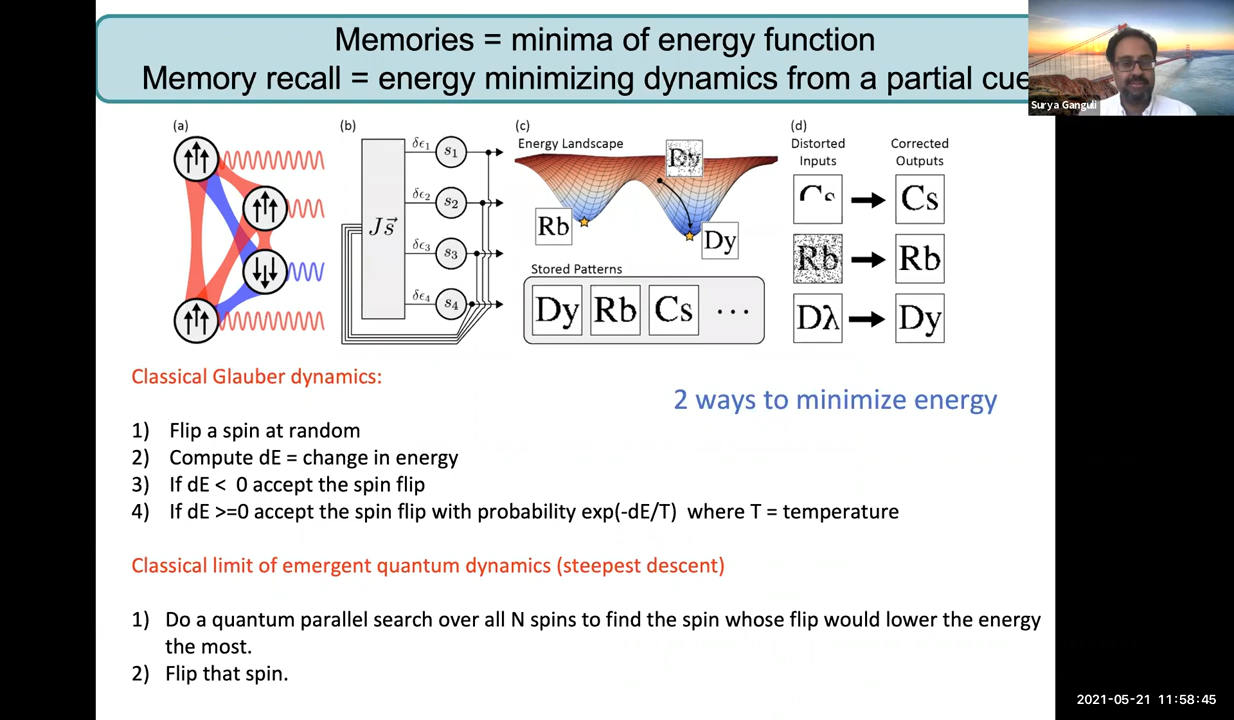 Memories = minima of energy function
Memory recall = energy minimizing dynamics from a partial cue
Surya Ganguli
(a)
(b)
Js⃗
δϵ1
s1
δϵ2
s2
δϵ3
s3
δϵ4
s4
(c)
Energy Landscape
Dy
Rb
Dy
Stored Patterns
Dy Rb Cs ...
(d)
Distorted
Inputs
Corrected
Outputs
Cs
Rb
Rb
Dλ
Dy
Classical Glauber dynamics:
2 ways to minimize energy
1) Flip a spin at random
2) Compute dE = change in energy
3) If dE < 0 accept the spin flip
4) If dE >=0 accept the spin flip with probability exp(-dE/T) where T = temperature
Classical limit of emergent quantum dynamics (steepest descent)
1) Do a quantum parallel search over all N spins to find the spin whose flip would lower the energy
the most.
2) Flip that spin.
2021-05-21 11:58:45